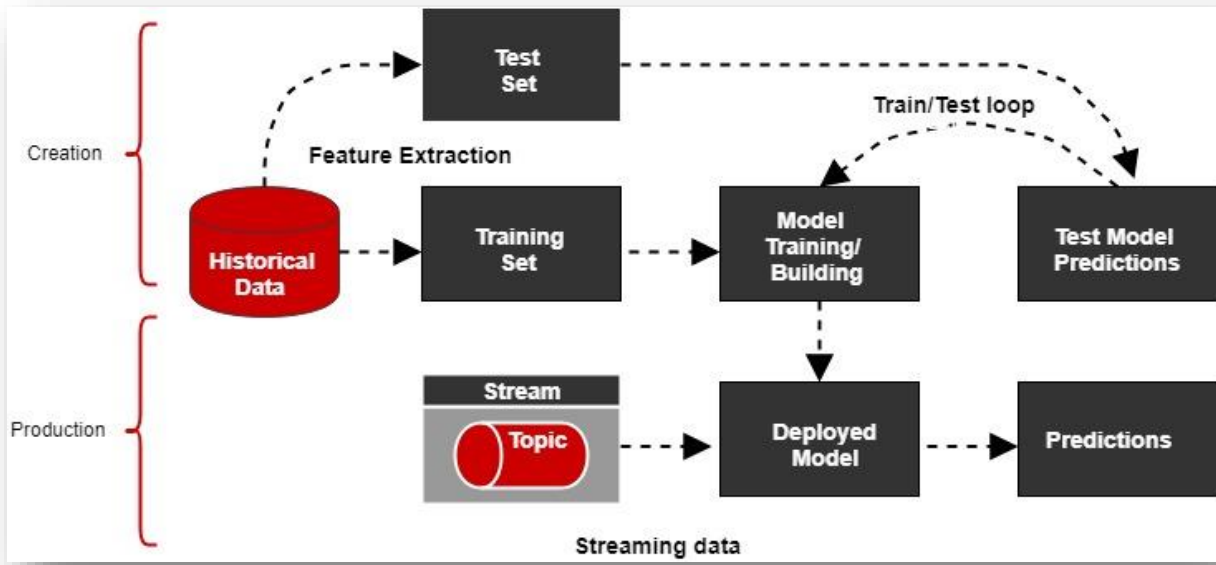 Test
Set
Train/Test loop
Creation
Feature Extraction
Historical
Data
Training
Set
Model
Training/
Building
Test Model
Predictions
Production
Stream
Topic
Deployed
Model
Predictions
Streaming data